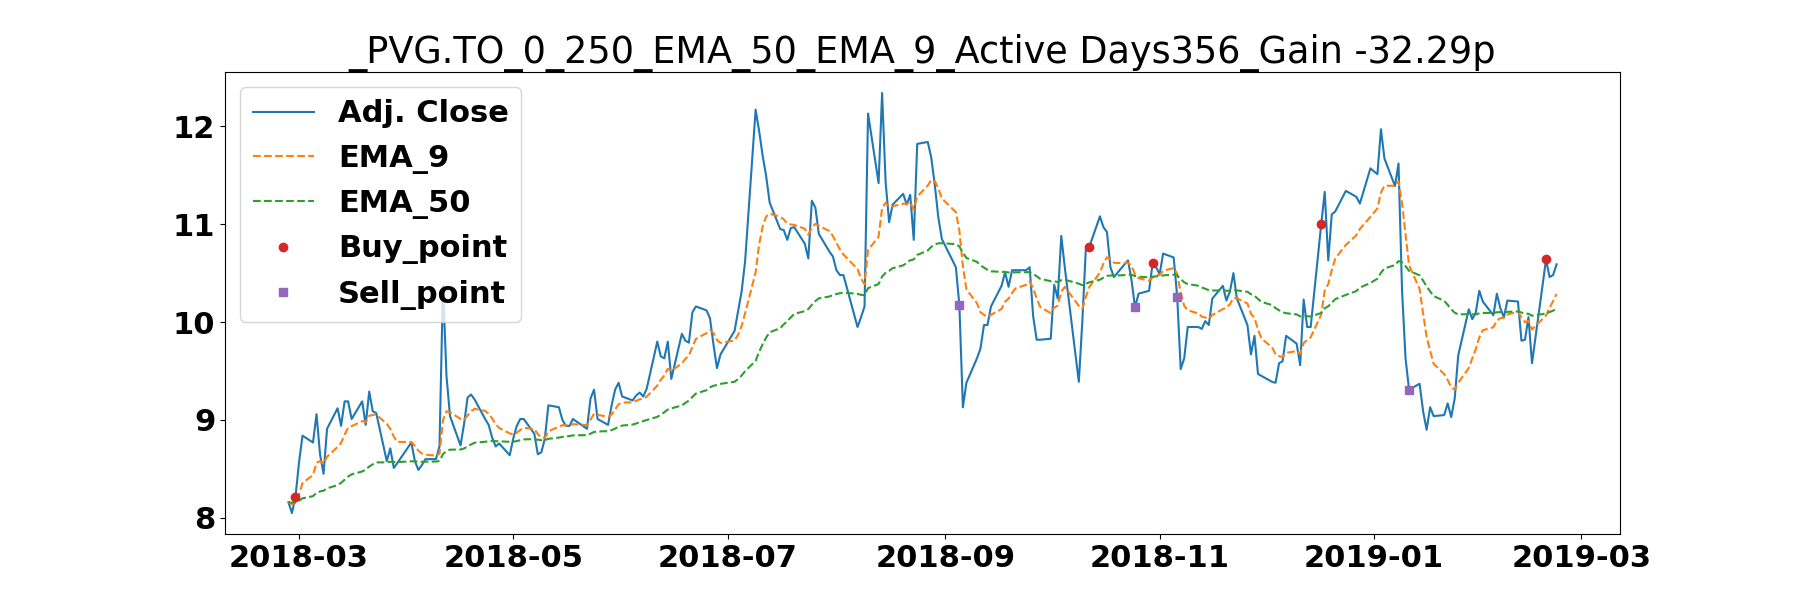 _PVG.TO_0_250_EMA_50_EMA_9_Active Days356_Gain -32.29p
Adj. Close
EMA_9
EMA_50
Buy_point
Sell_point
12
11
10
9
8
2018-03 2018-05 2018-07 2018-09 2018-11 2019-01 2019-03